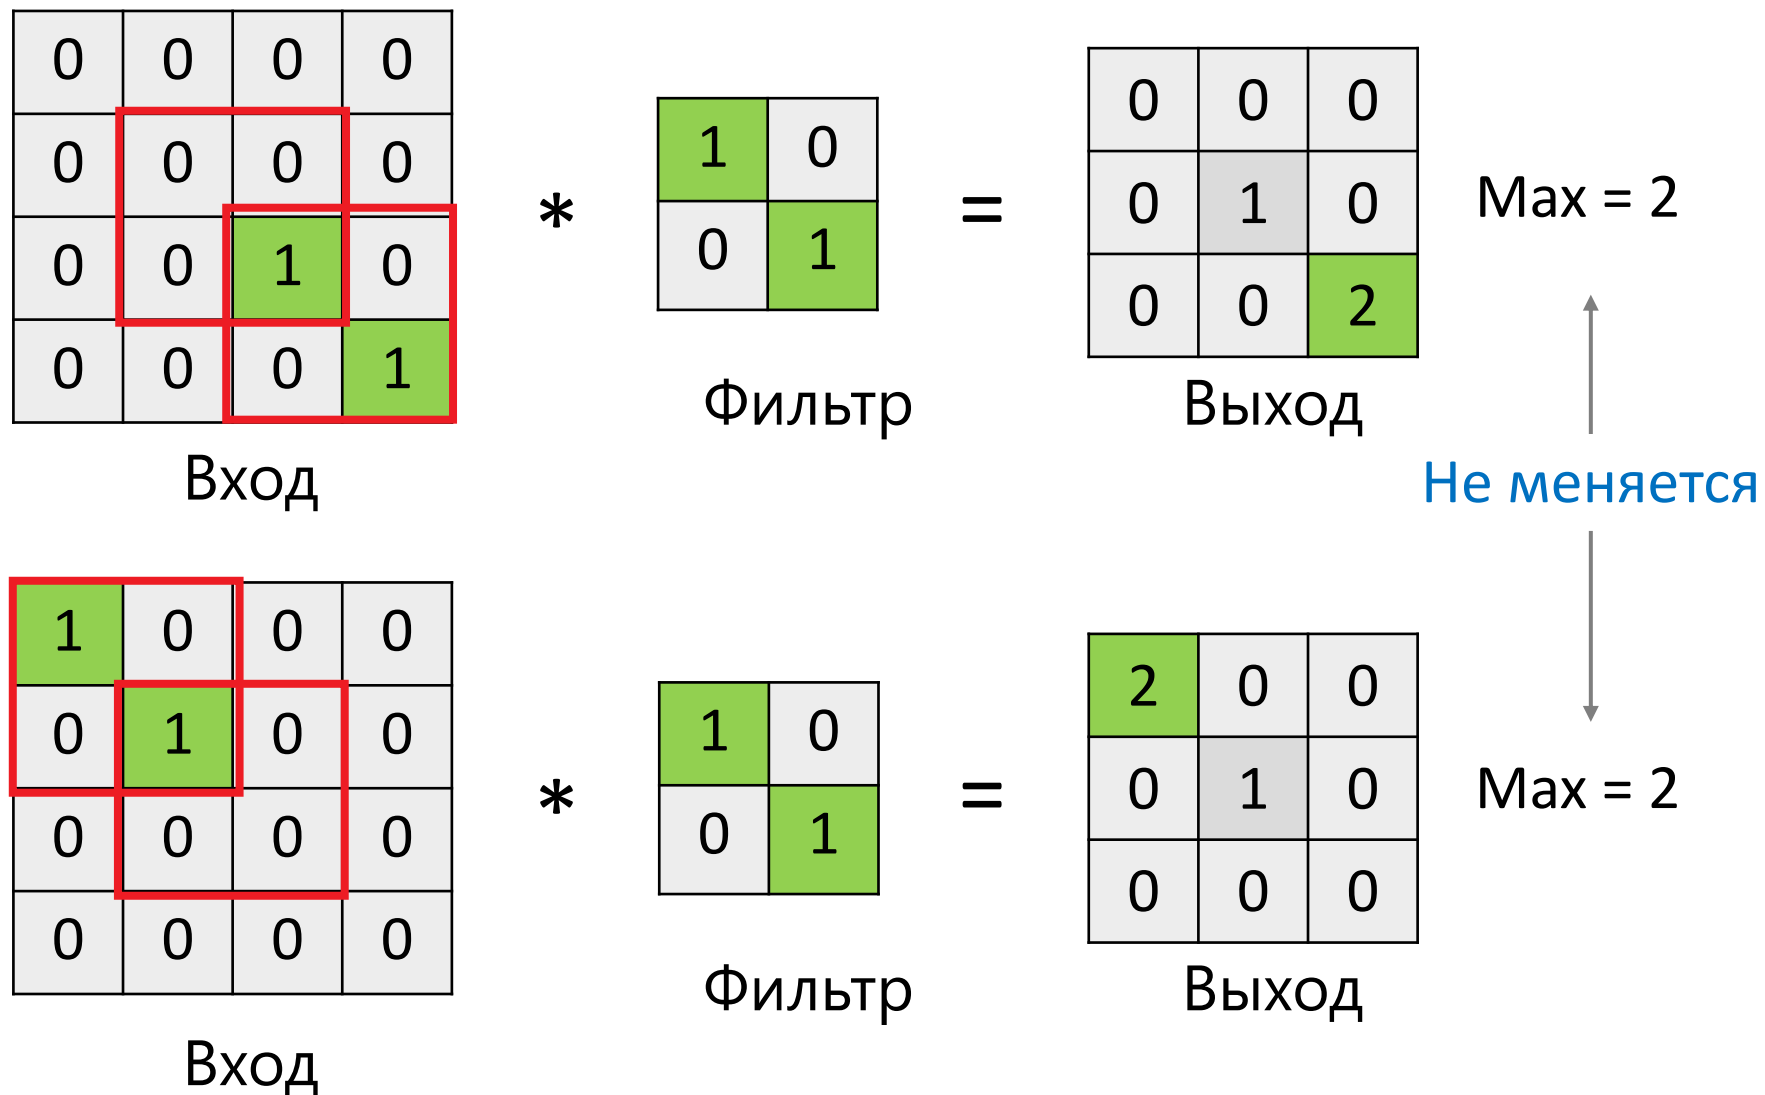 0 0 0 0
0 0 0 0
0 0 1 0
0 0 0 1
Вход
*
1 0
0 1
Фильтр
=
0 0 0
0 1 0
0 0 2
Выход
Max = 2
Не меняется
1 0 0 0
0 1 0 0
0 0 0 0
0 0 0 0
Вход
*
1 0
0 1
Фильтр
=
2 0 0
0 1 0
0 0 0
Выход
Max = 2